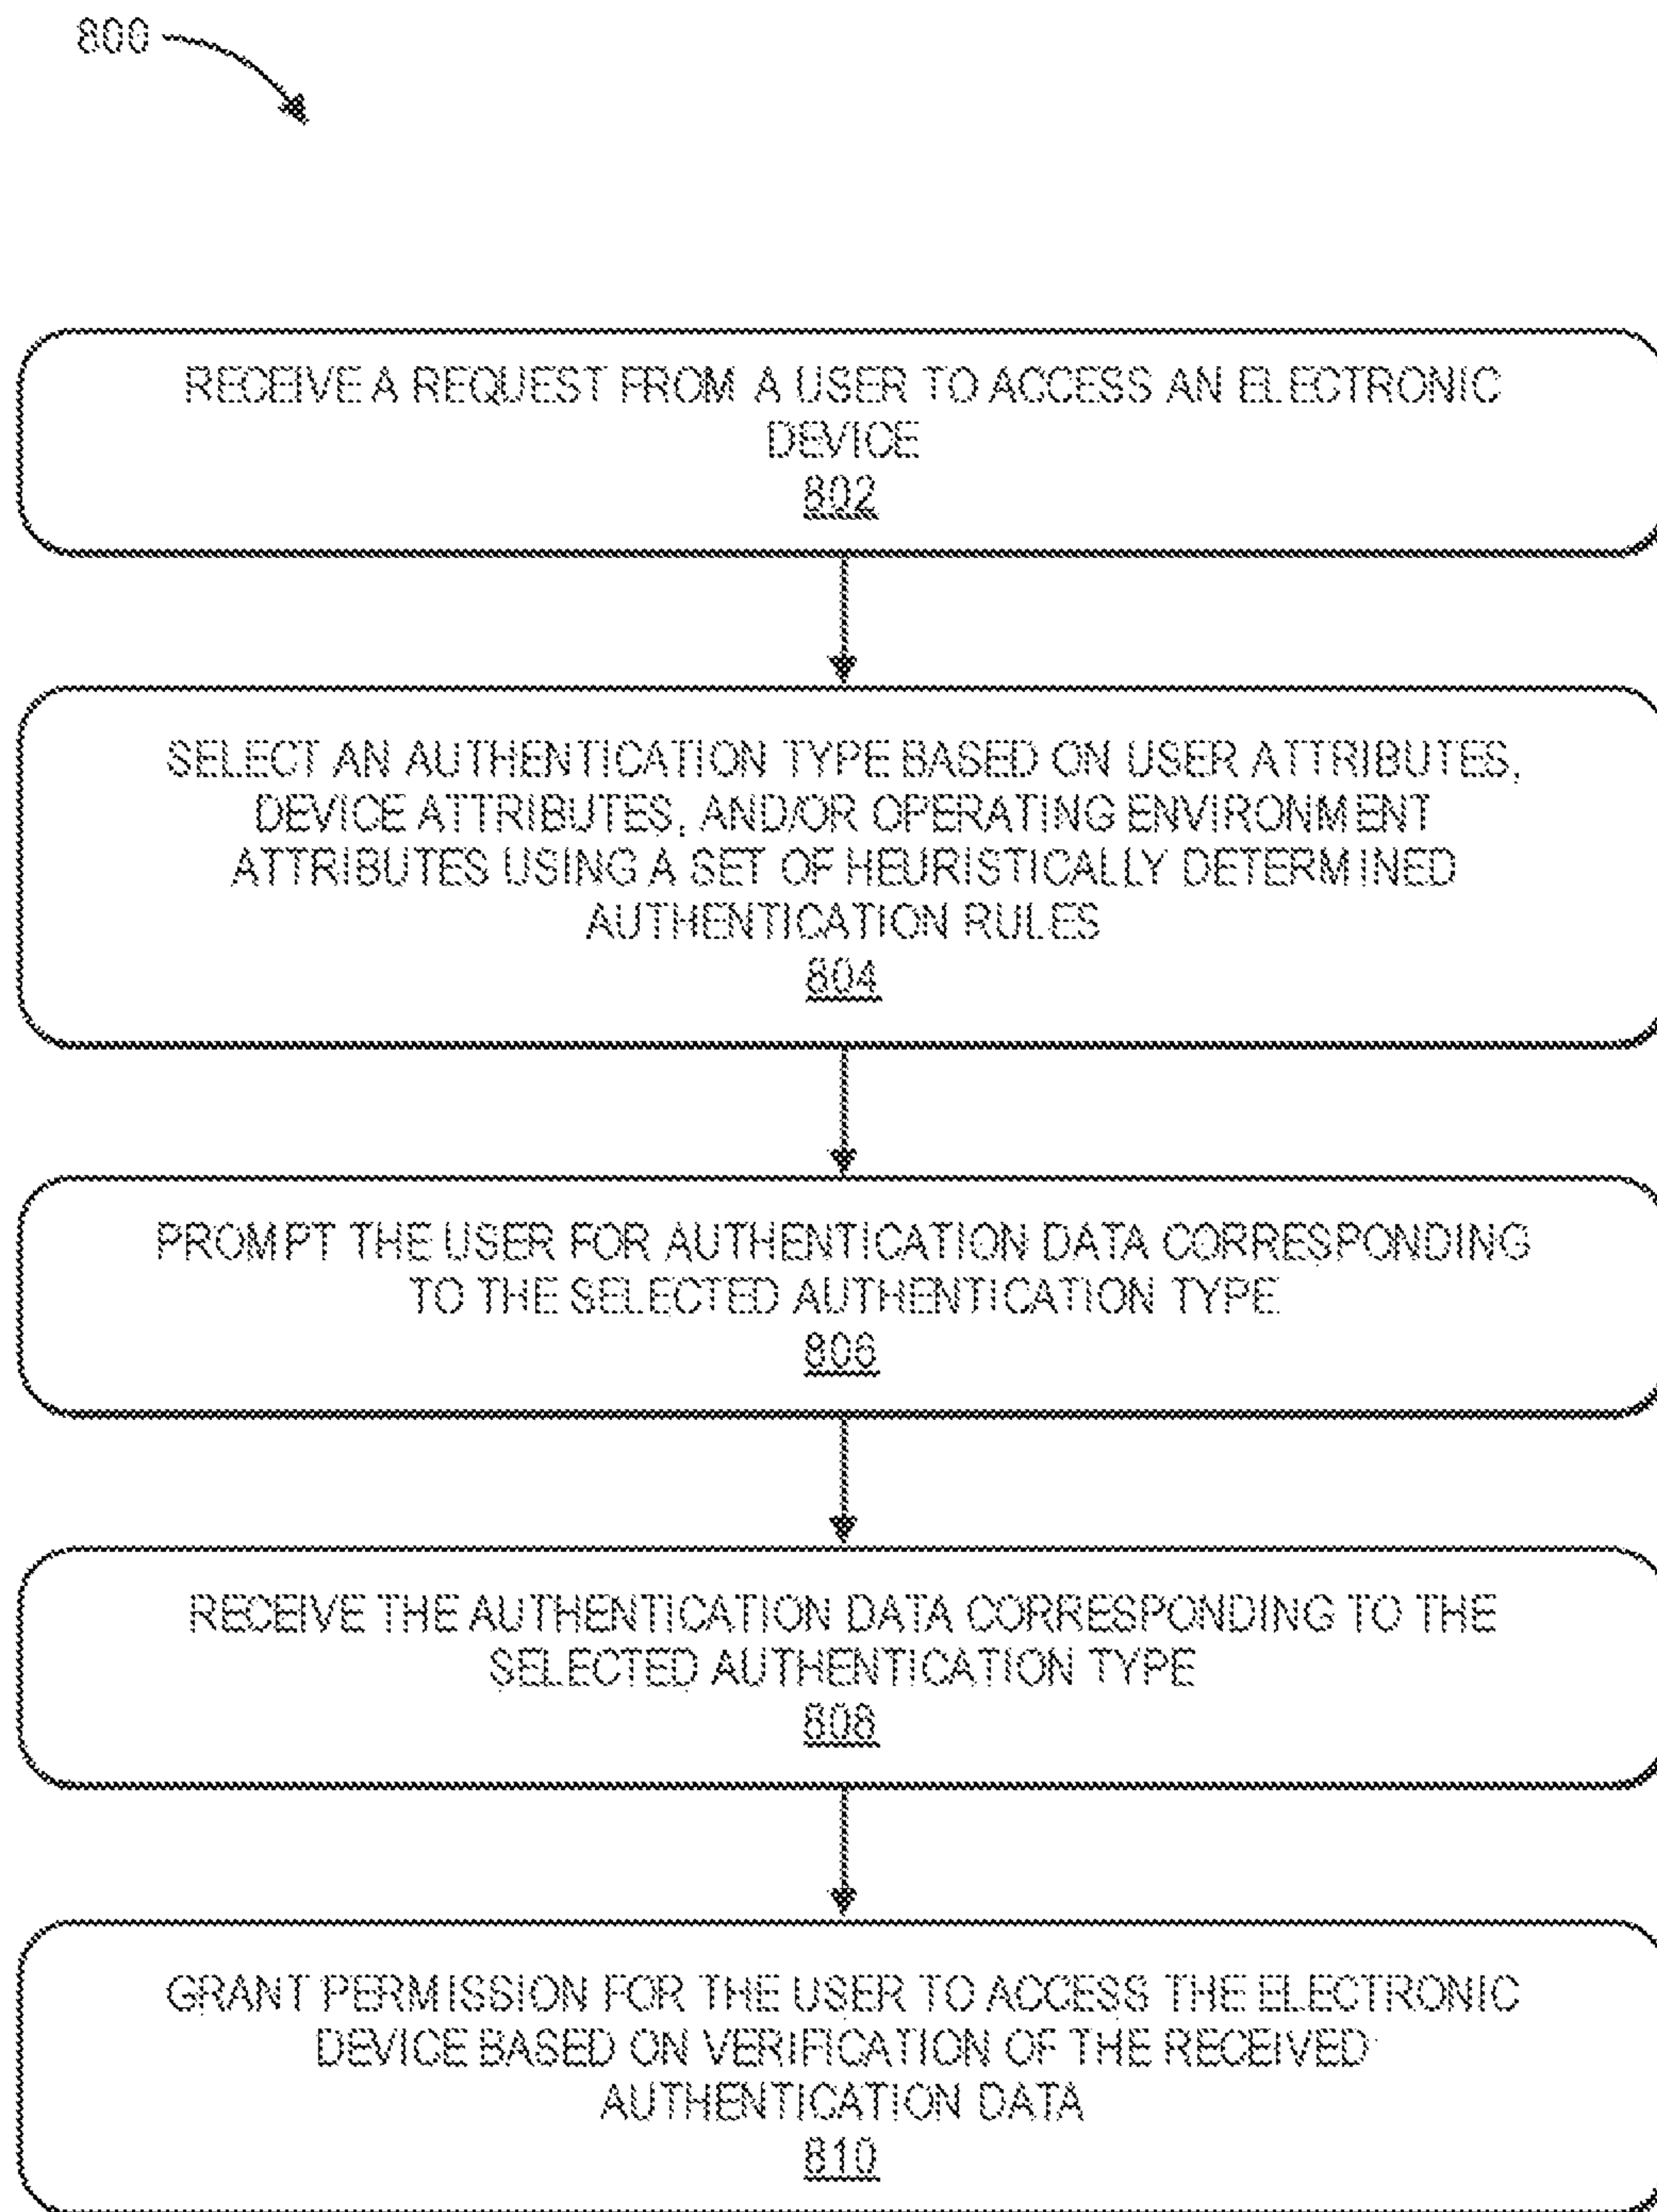 800
RECEIVE A REQUEST FROM A USER TO ACCESS AN ELECTRONIC
DEVICE
802
SELECT AN AUTHENTICATION TYPE BASED ON USER ATTRIBUTES,
DEVICE ATTRIBUTES, AND/OR OPERATING ENVIRONMENT
ATTRIBUTES USING A SET OF HEURISTICALLY DETERMINED
AUTHENTICATION RULES
804
PROMPT THE USER FOR AUTHENTICATION DATA CORRESPONDING
TO THE SELECTED AUTHENTICATION TYPE
806
RECEIVE THE AUTHENTICATION DATA CORRESPONDING TO THE
SELECTED AUTHENTICATION TYPE
808
GRANT PERMISSION FOR THE USER TO ACCESS THE ELECTRONIC
DEVICE BASED ON VERIFICATION OF THE RECEIVED
AUTHENTICATION DATA
810